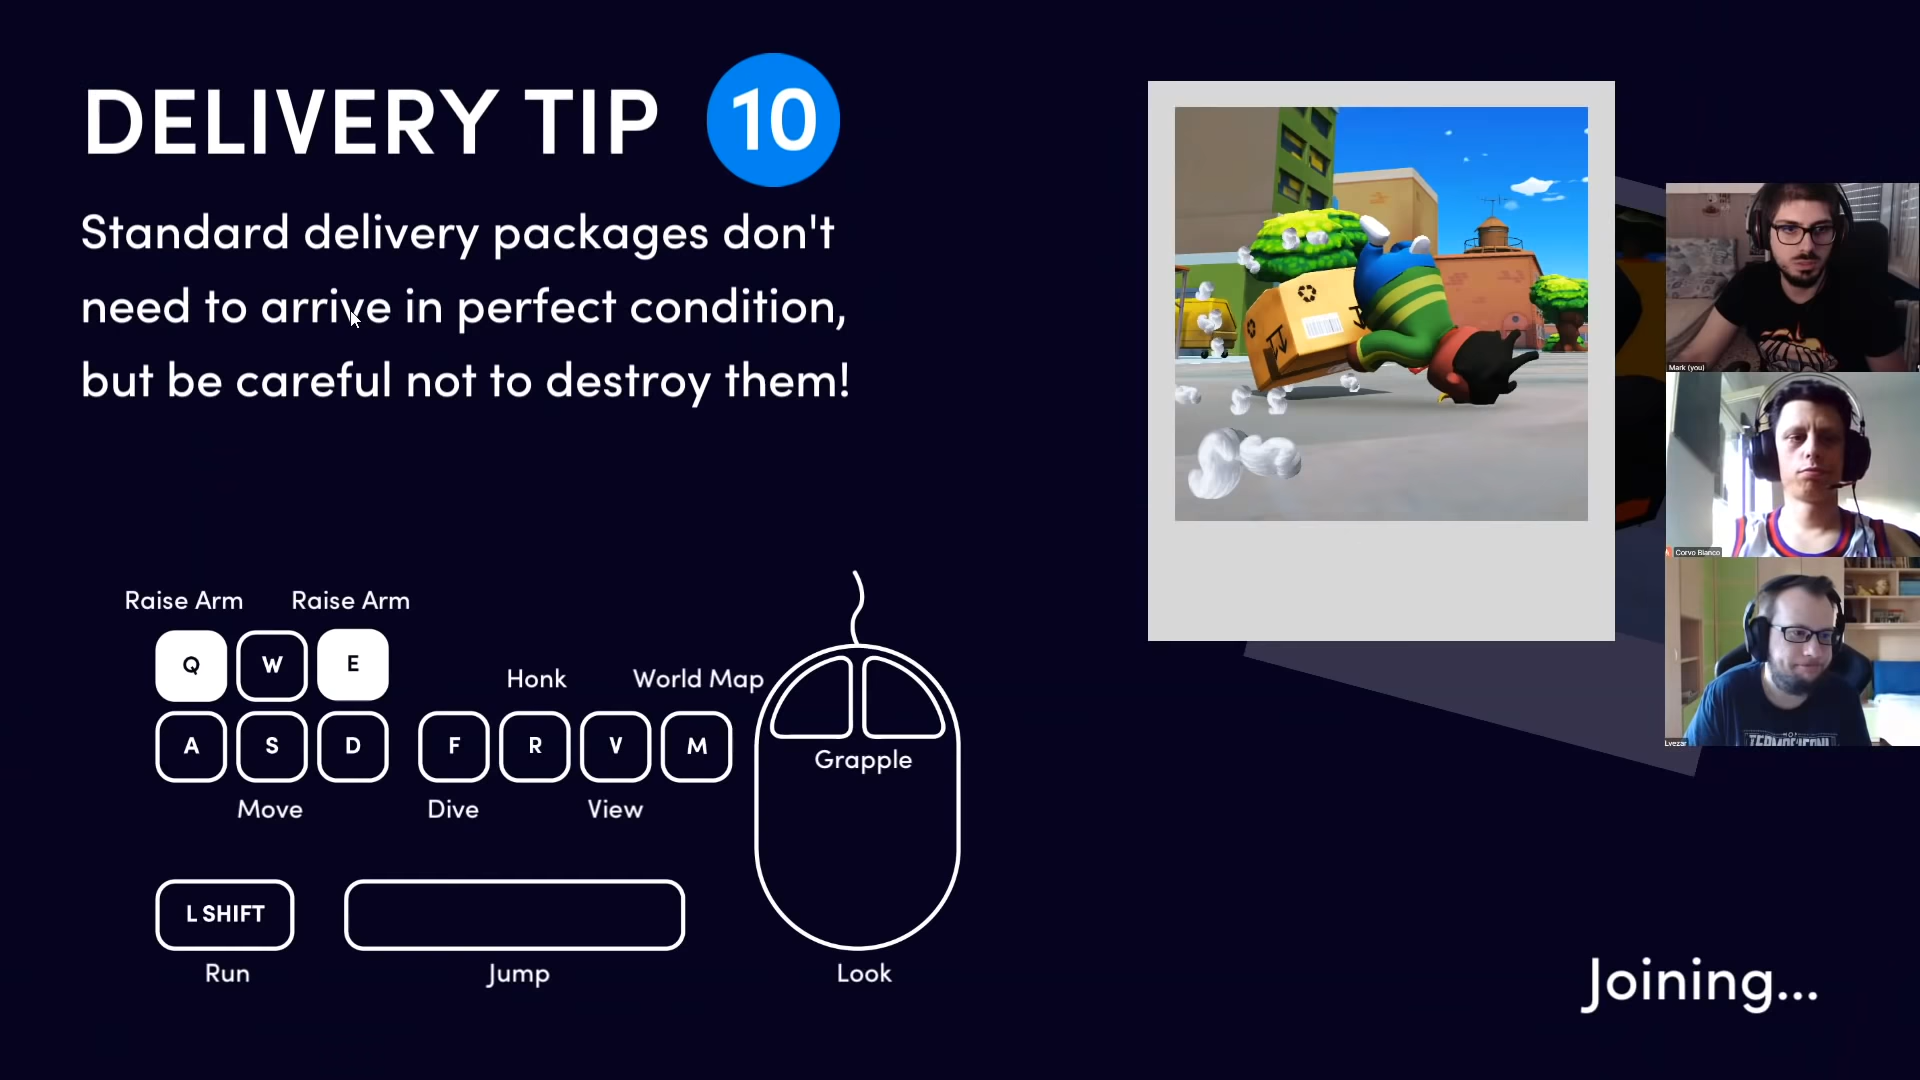 DELIVERY TIP 10
Standard delivery packages don't
need to arrive in perfect condition,
but be careful not to destroy them!
Raise Arm Raise Arm
Q W E
Honk World Map
A S D F R V M
Grapple
Move Dive View
L SHIFT
Run Jump Look
Joining...
Mark (you)
Corvo Bianco
Lvezar